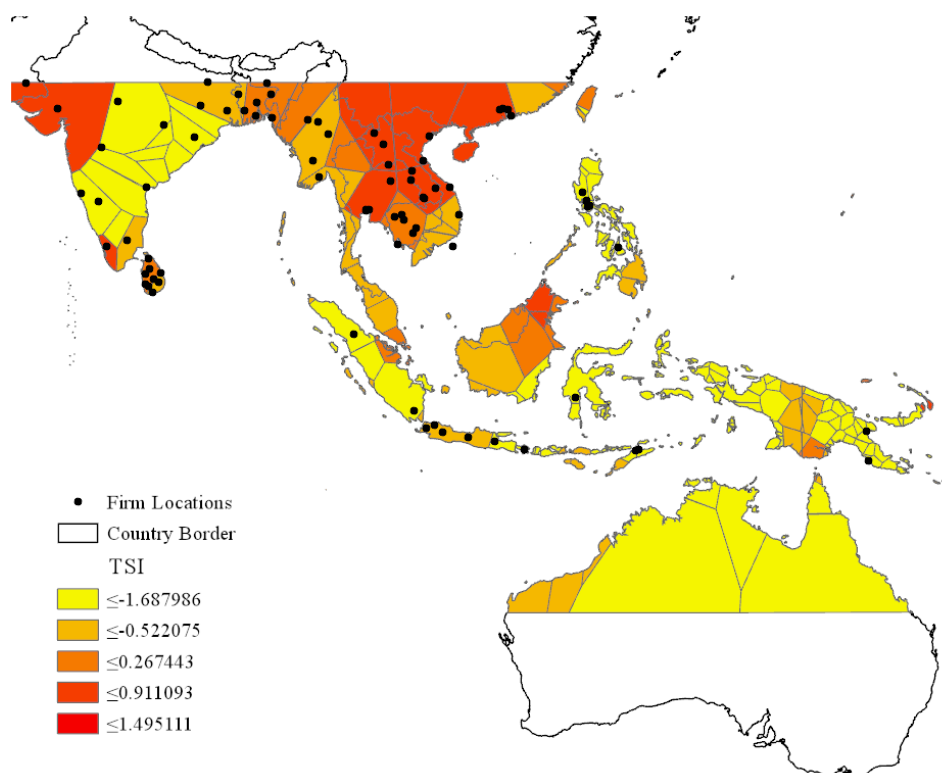 Firm Locations
Country Border
TSI
≤-1.687986
≤-0.522075
≤0.267443
≤0.911093
≤1.495111